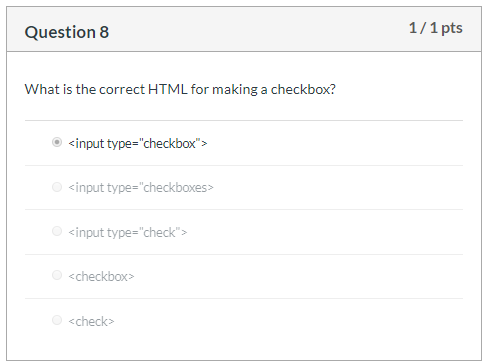 Question 8
1 / 1 pts
What is the correct HTML for making a checkbox?
<input type="checkbox">
<input type="checkboxes>
<input type="check">
<checkbox>
<check>